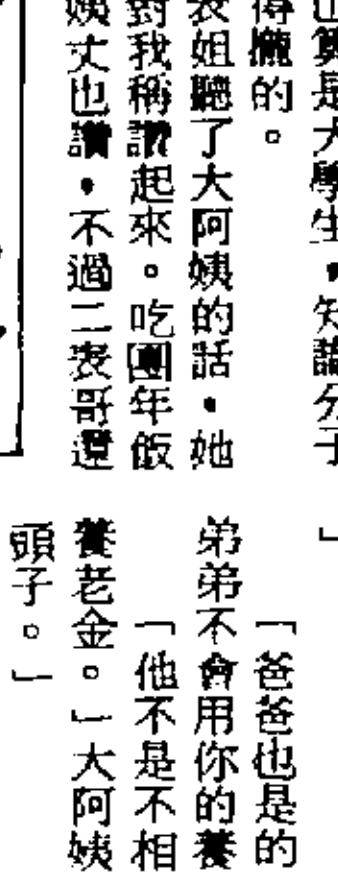 也算是大學生，知識分子
攏的。
表姐聽了大阿姨的話，她
對我稱讚起來。吃團年飯
姨丈也讚，不過二表哥還
」
「爸爸也是的
弟弟不會用你的養
「他不是不相
養老金。」大阿姨
頭子。」